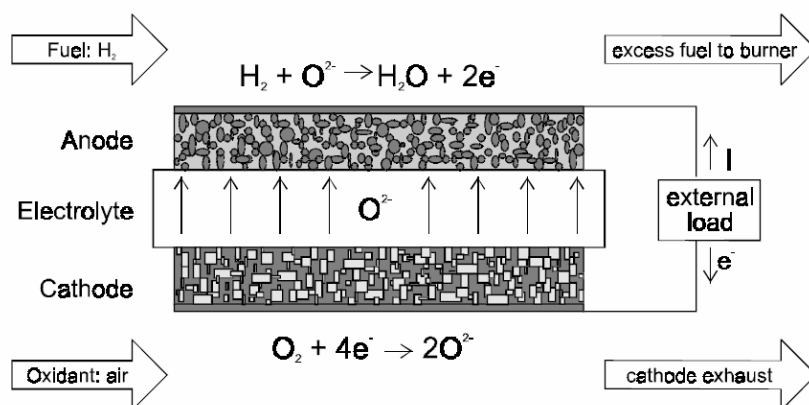 Fuel: H₂
excess fuel to burner
H₂ + O²⁻ → H₂O + 2e⁻
Anode
I
Electrolyte
O²⁻
external
load
e⁻
Cathode
O₂ + 4e⁻ → 2O²⁻
Oxidant: air
cathode exhaust